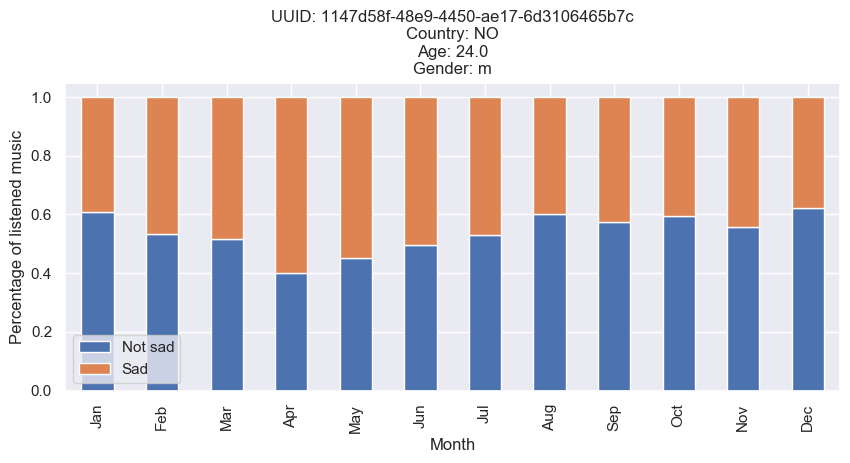 UUID: 1147d58f-48e9-4450-ae17-6d3106465b7c
Country: NO
Age: 24.0
Gender: m
Percentage of listened music
1.0
0.8
0.6
0.4
0.2
0.0
Not sad
Sad
Jan
Feb
Mar
Apr
May
Jun
Jul
Aug
Sep
Oct
Nov
Dec
Month